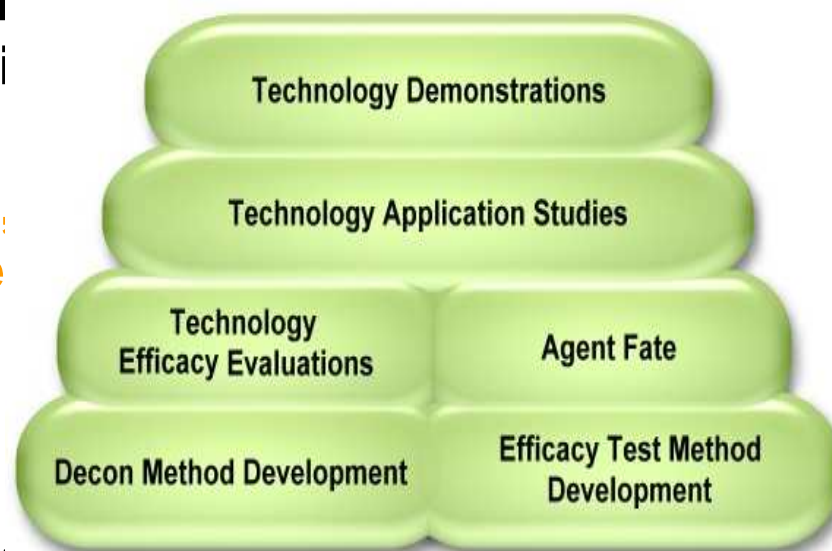 Technology Demonstrations
Technology Application Studies
Technology
Efficacy Evaluations
Agent Fate
Decon Method Development
Efficacy Test Method
Development